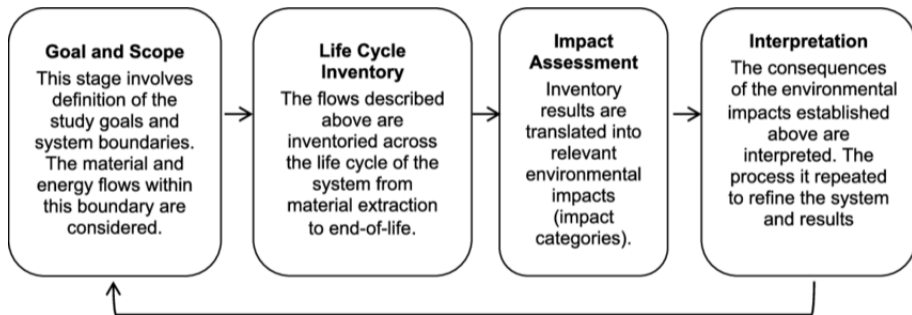 Goal and Scope
This stage involves
definition of the
study goals and
system boundaries.
The material and
energy flows within
this boundary are
considered.
Life Cycle
Inventory
The flows described
above are
inventoried across
the life cycle of the
system from
material extraction
to end-of-life.
Impact
Assessment
Inventory
results are
translated into
relevant
environmental
impacts
(impact
categories).
Interpretation
The consequences
of the environmental
impacts established
above are
interpreted. The
process it repeated
to refine the system
and results